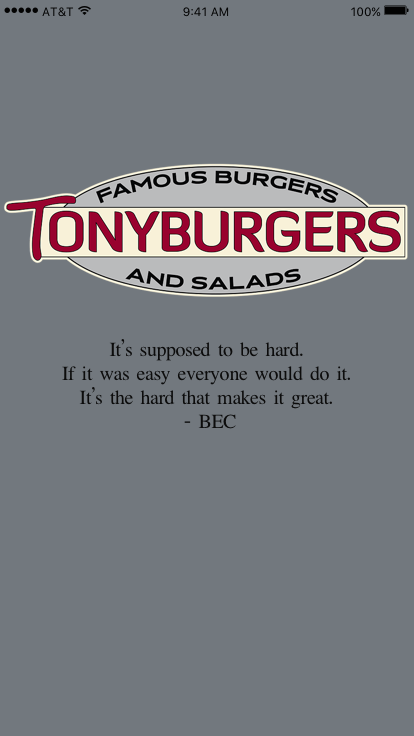 AT&T 9:41 AM 100%
FAMOUS BURGERS
TONYBURGERS
AND SALADS
It's supposed to be hard.
If it was easy everyone would do it.
It's the hard that makes it great.
- BEC